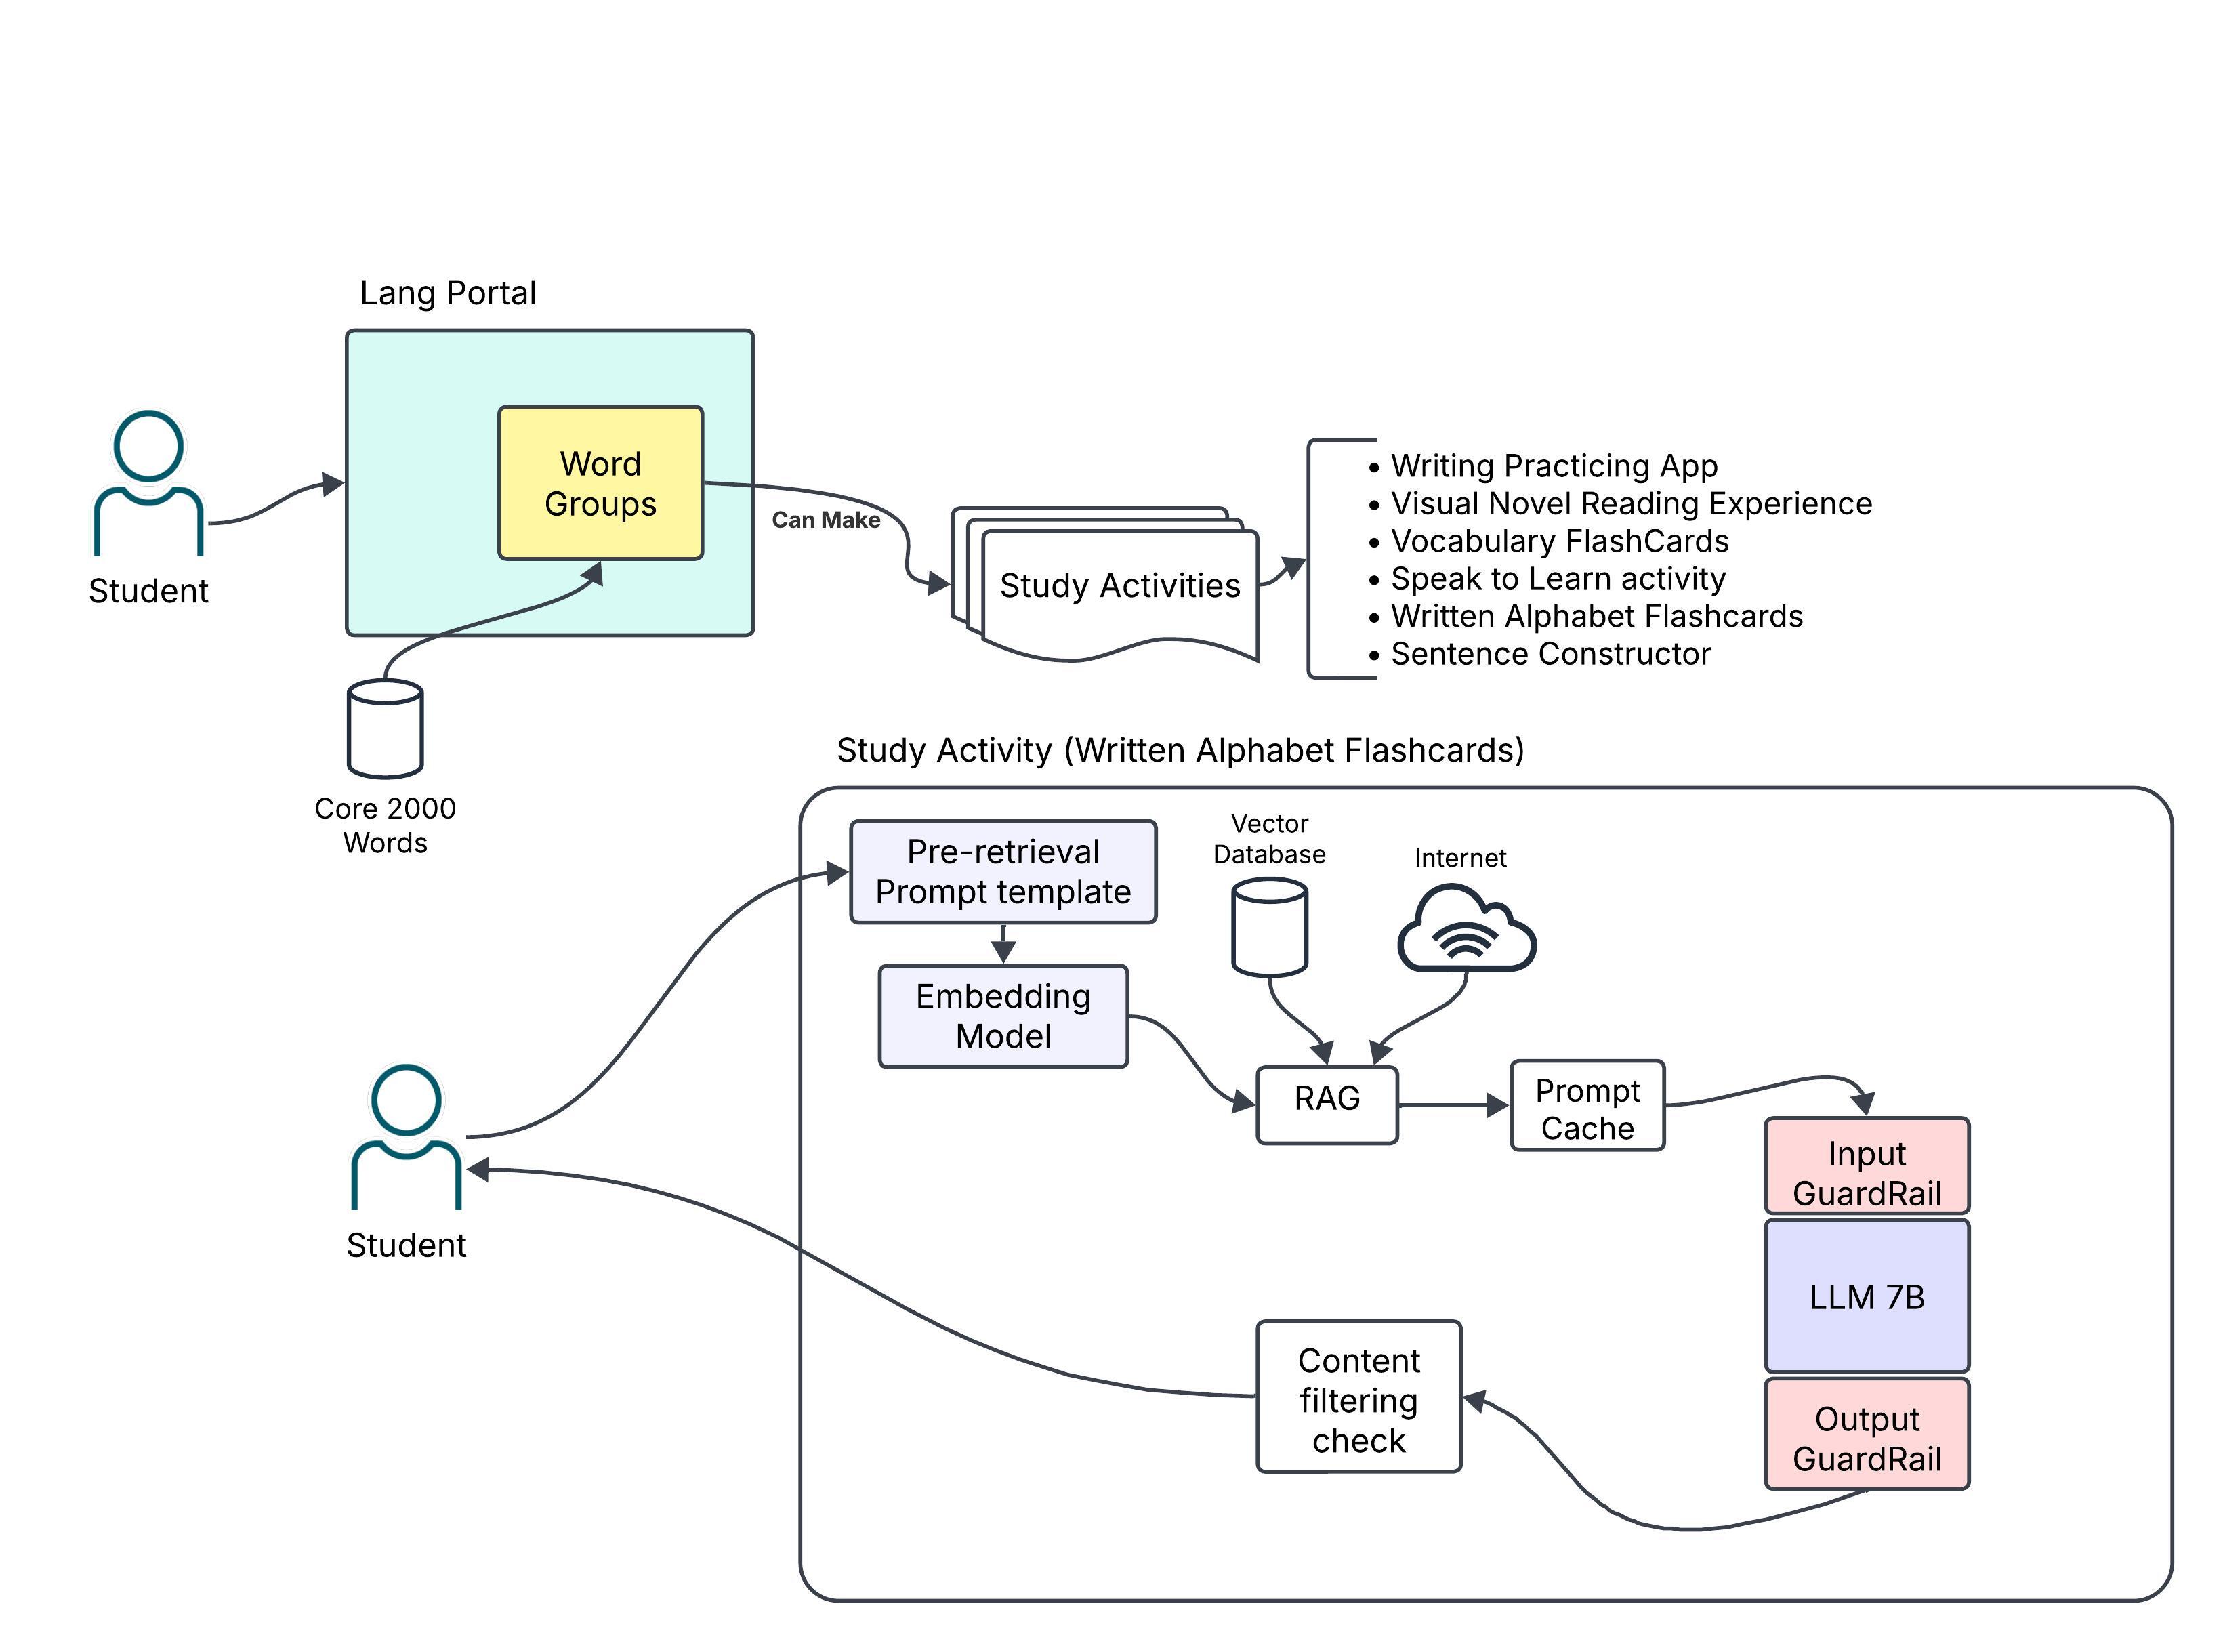 Lang Portal
Word
Groups
Student
Can Make
Study Activities
• Writing Practicing App
• Visual Novel Reading Experience
• Vocabulary FlashCards
• Speak to Learn activity
• Written Alphabet Flashcards
• Sentence Constructor
Core 2000
Words
Study Activity (Written Alphabet Flashcards)
Pre-retrieval
Prompt template
Vector
Database
Internet
Embedding
Model
RAG
Prompt
Cache
Input
GuardRail
LLM 7B
Output
GuardRail
Content
filtering
check
Student